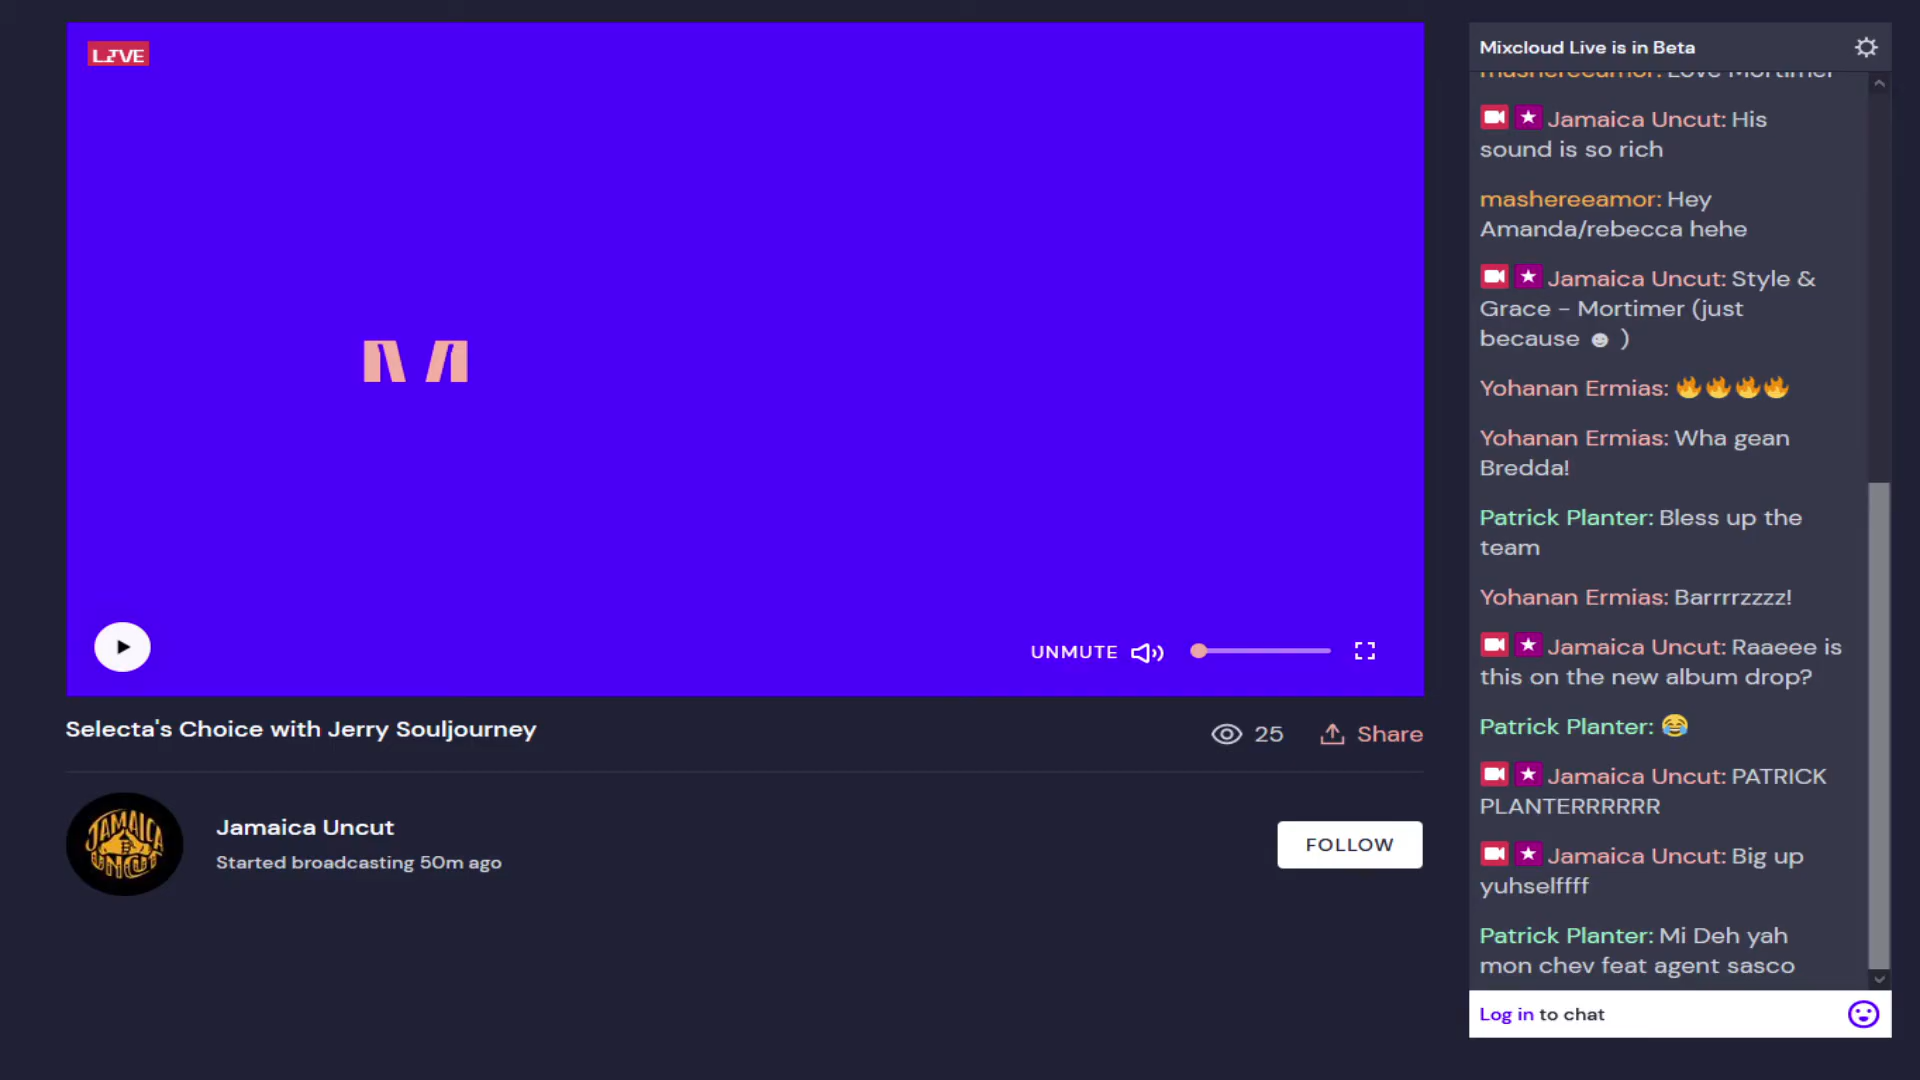 LIVE
UNMUTE
Selecta's Choice with Jerry Souljourney
25
Share
JAMAICA
UNCUT
Jamaica Uncut
Started broadcasting 50m ago
FOLLOW
Mixcloud Live is in Beta
mashereeamor: Love Mortimer
Jamaica Uncut: His
sound is so rich
mashereeamor: Hey
Amanda/rebecca hehe
Jamaica Uncut: Style &
Grace - Mortimer (just
because ☻ )
Yohanan Ermias: 🔥🔥🔥🔥
Yohanan Ermias: Wha gean
Bredda!
Patrick Planter: Bless up the
team
Yohanan Ermias: Barrrrzzzz!
Jamaica Uncut: Raaeee is
this on the new album drop?
Patrick Planter: 😂
Jamaica Uncut: PATRICK
PLANTERRRRRR
Jamaica Uncut: Big up
yuhselffff
Patrick Planter: Mi Deh yah
mon chev feat agent sasco
Log in to chat